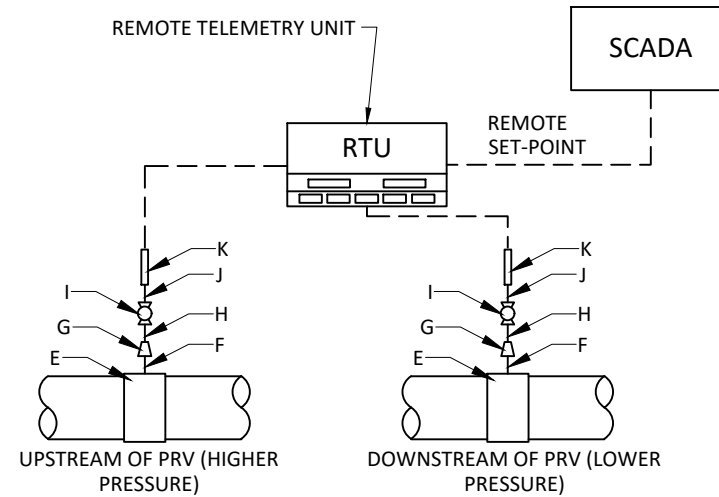 REMOTE TELEMETRY UNIT
SCADA
RTU
REMOTE
SET-POINT
K
J
I
H
G
F
E
K
J
I
H
G
F
E
UPSTREAM OF PRV (HIGHER
PRESSURE)
DOWNSTREAM OF PRV (LOWER
PRESSURE)